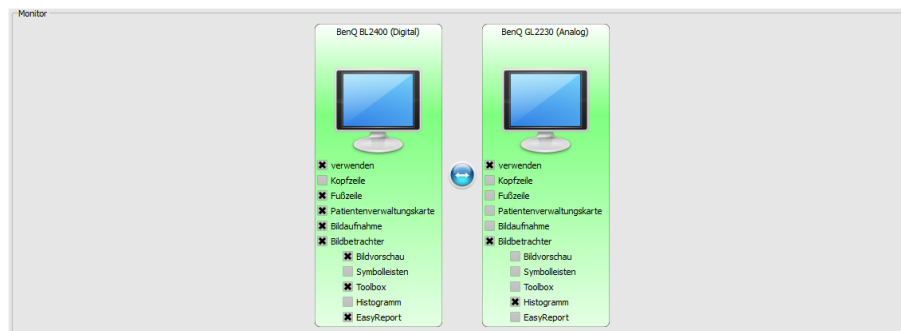 Monitor
BenQ BL2400 (Digital)
verwenden
Kopfzeile
Fußzeile
Patientenverwaltungskarte
Bildaufnahme
Bildbetrachter
Bildvorschau
Symbolleisten
Toolbox
Histogramm
EasyReport
BenQ GL2230 (Analog)
verwenden
Kopfzeile
Fußzeile
Patientenverwaltungskarte
Bildaufnahme
Bildbetrachter
Bildvorschau
Symbolleisten
Toolbox
Histogramm
EasyReport